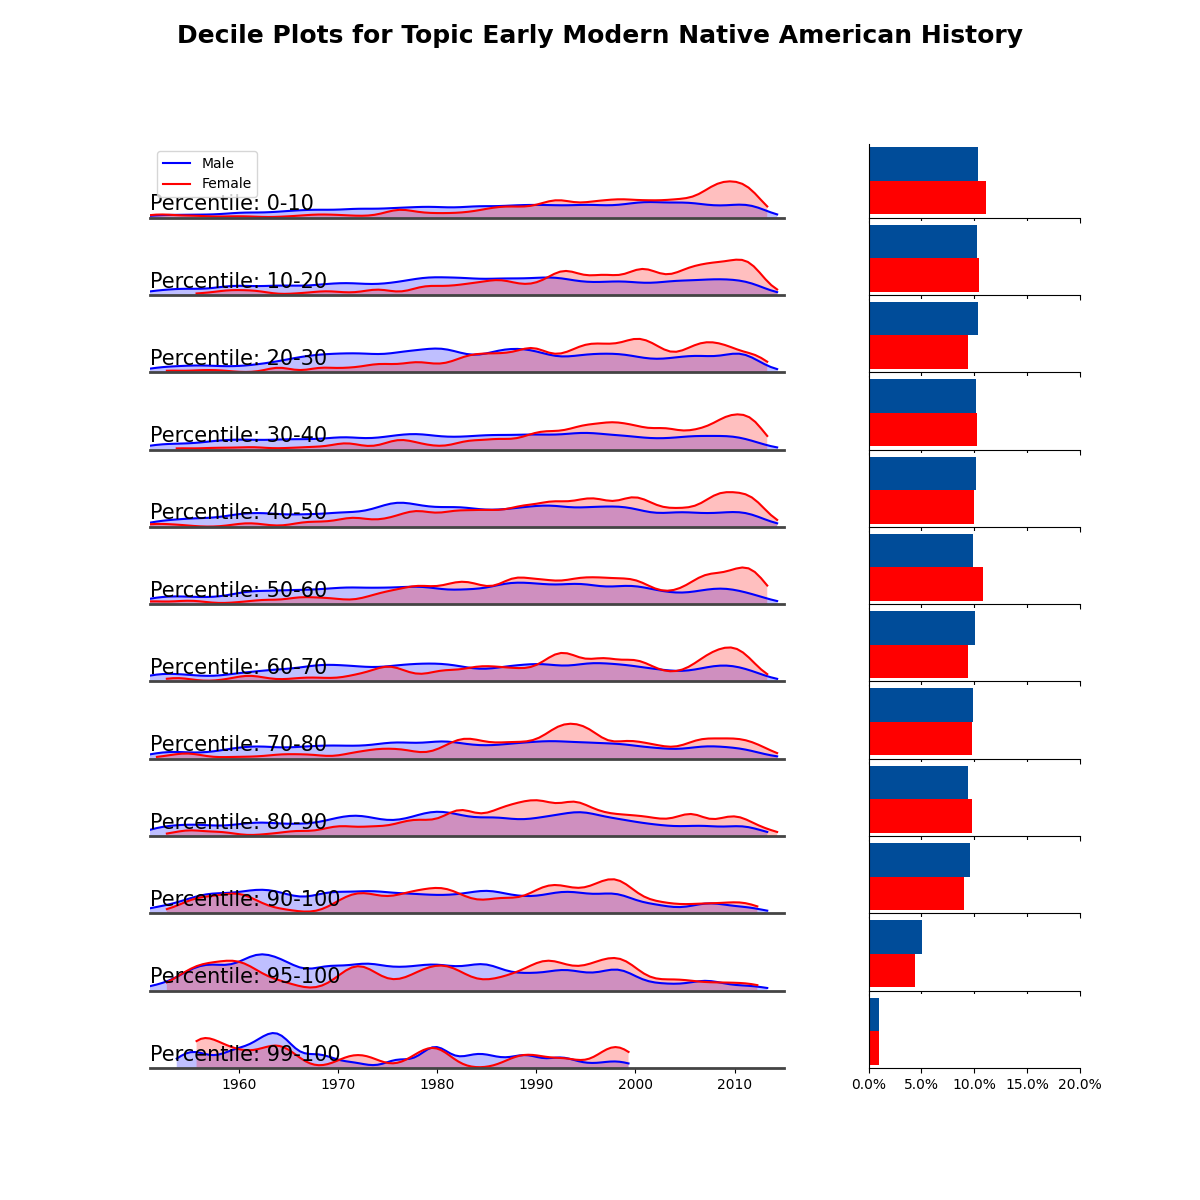 Decile Plots for Topic Early Modern Native American History
Male
Female
Percentile: 0-10
Percentile: 10-20
Percentile: 20-30
Percentile: 30-40
Percentile: 40-50
Percentile: 50-60
Percentile: 60-70
Percentile: 70-80
Percentile: 80-90
Percentile: 90-100
Percentile: 95-100
Percentile: 99-100
1960 1970 1980 1990 2000 2010
0.0% 5.0% 10.0% 15.0% 20.0%